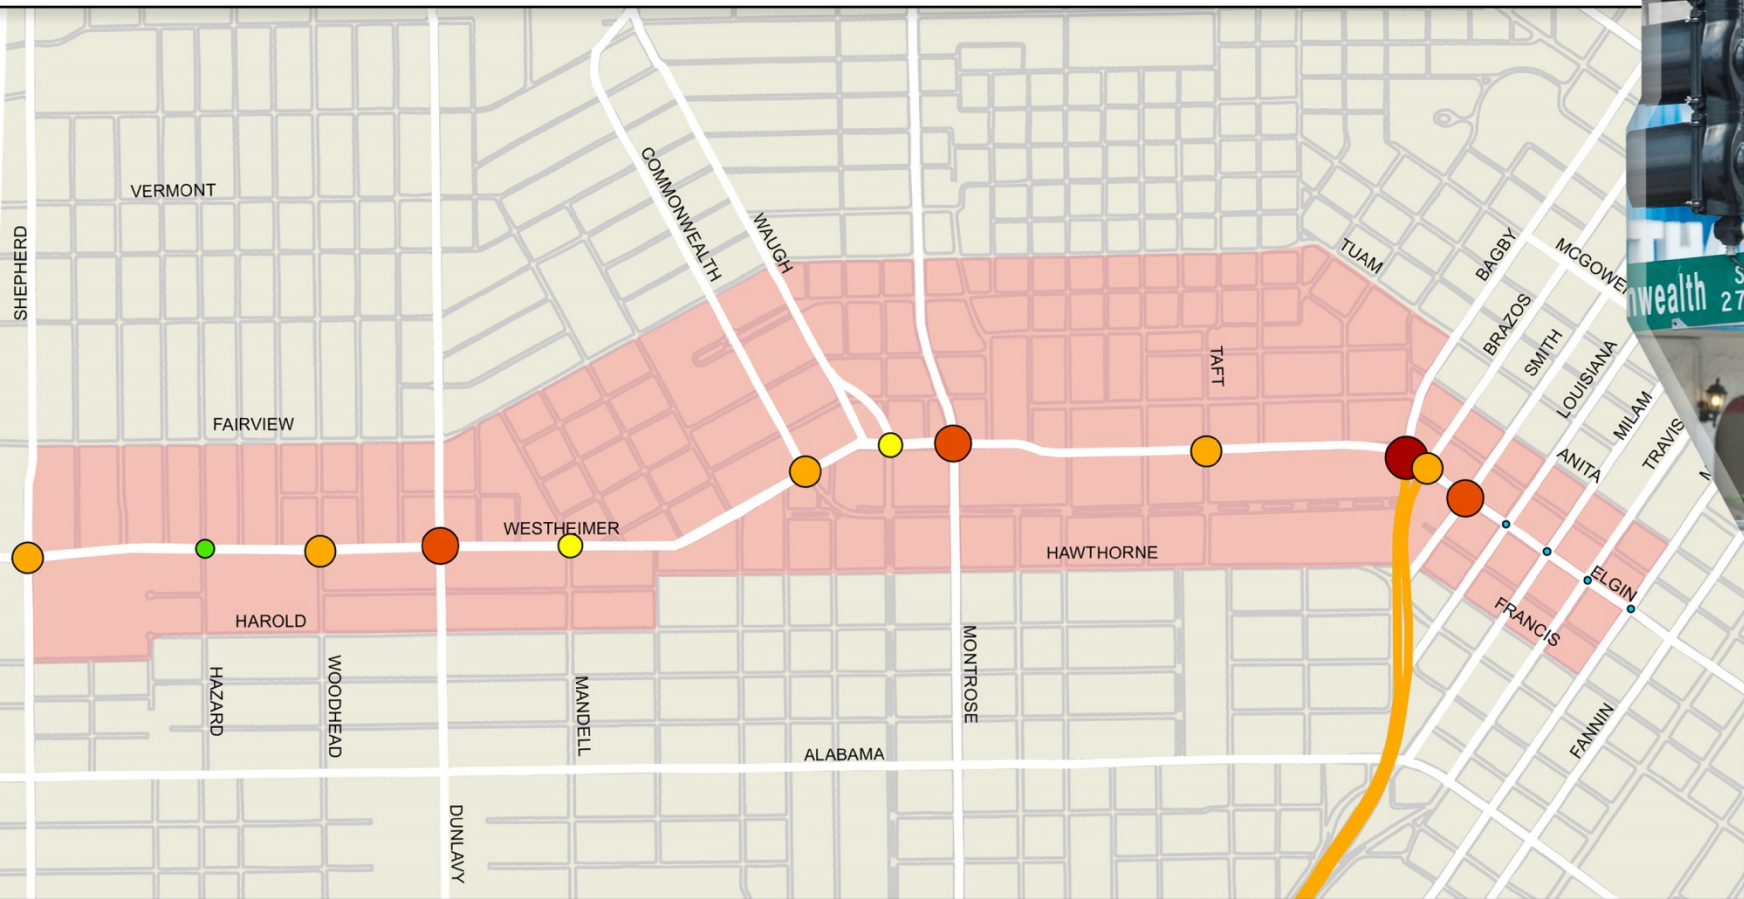 COMMONWEALTH
WAUGH
VERMONT
SHEPHERD
TUAM
BAGBY
MCGOWE
BRAZOS
SMITH
LOUISIANA
MILAM
TRAVIS
nwealth S
27
TAFT
FAIRVIEW
ANITA
WESTHEIMER
HAWTHORNE
ELGIN
FRANCIS
HAROLD
HAZARD
WOODHEAD
MANDELL
MONTROSE
FANNIN
ALABAMA
DUNLAVY